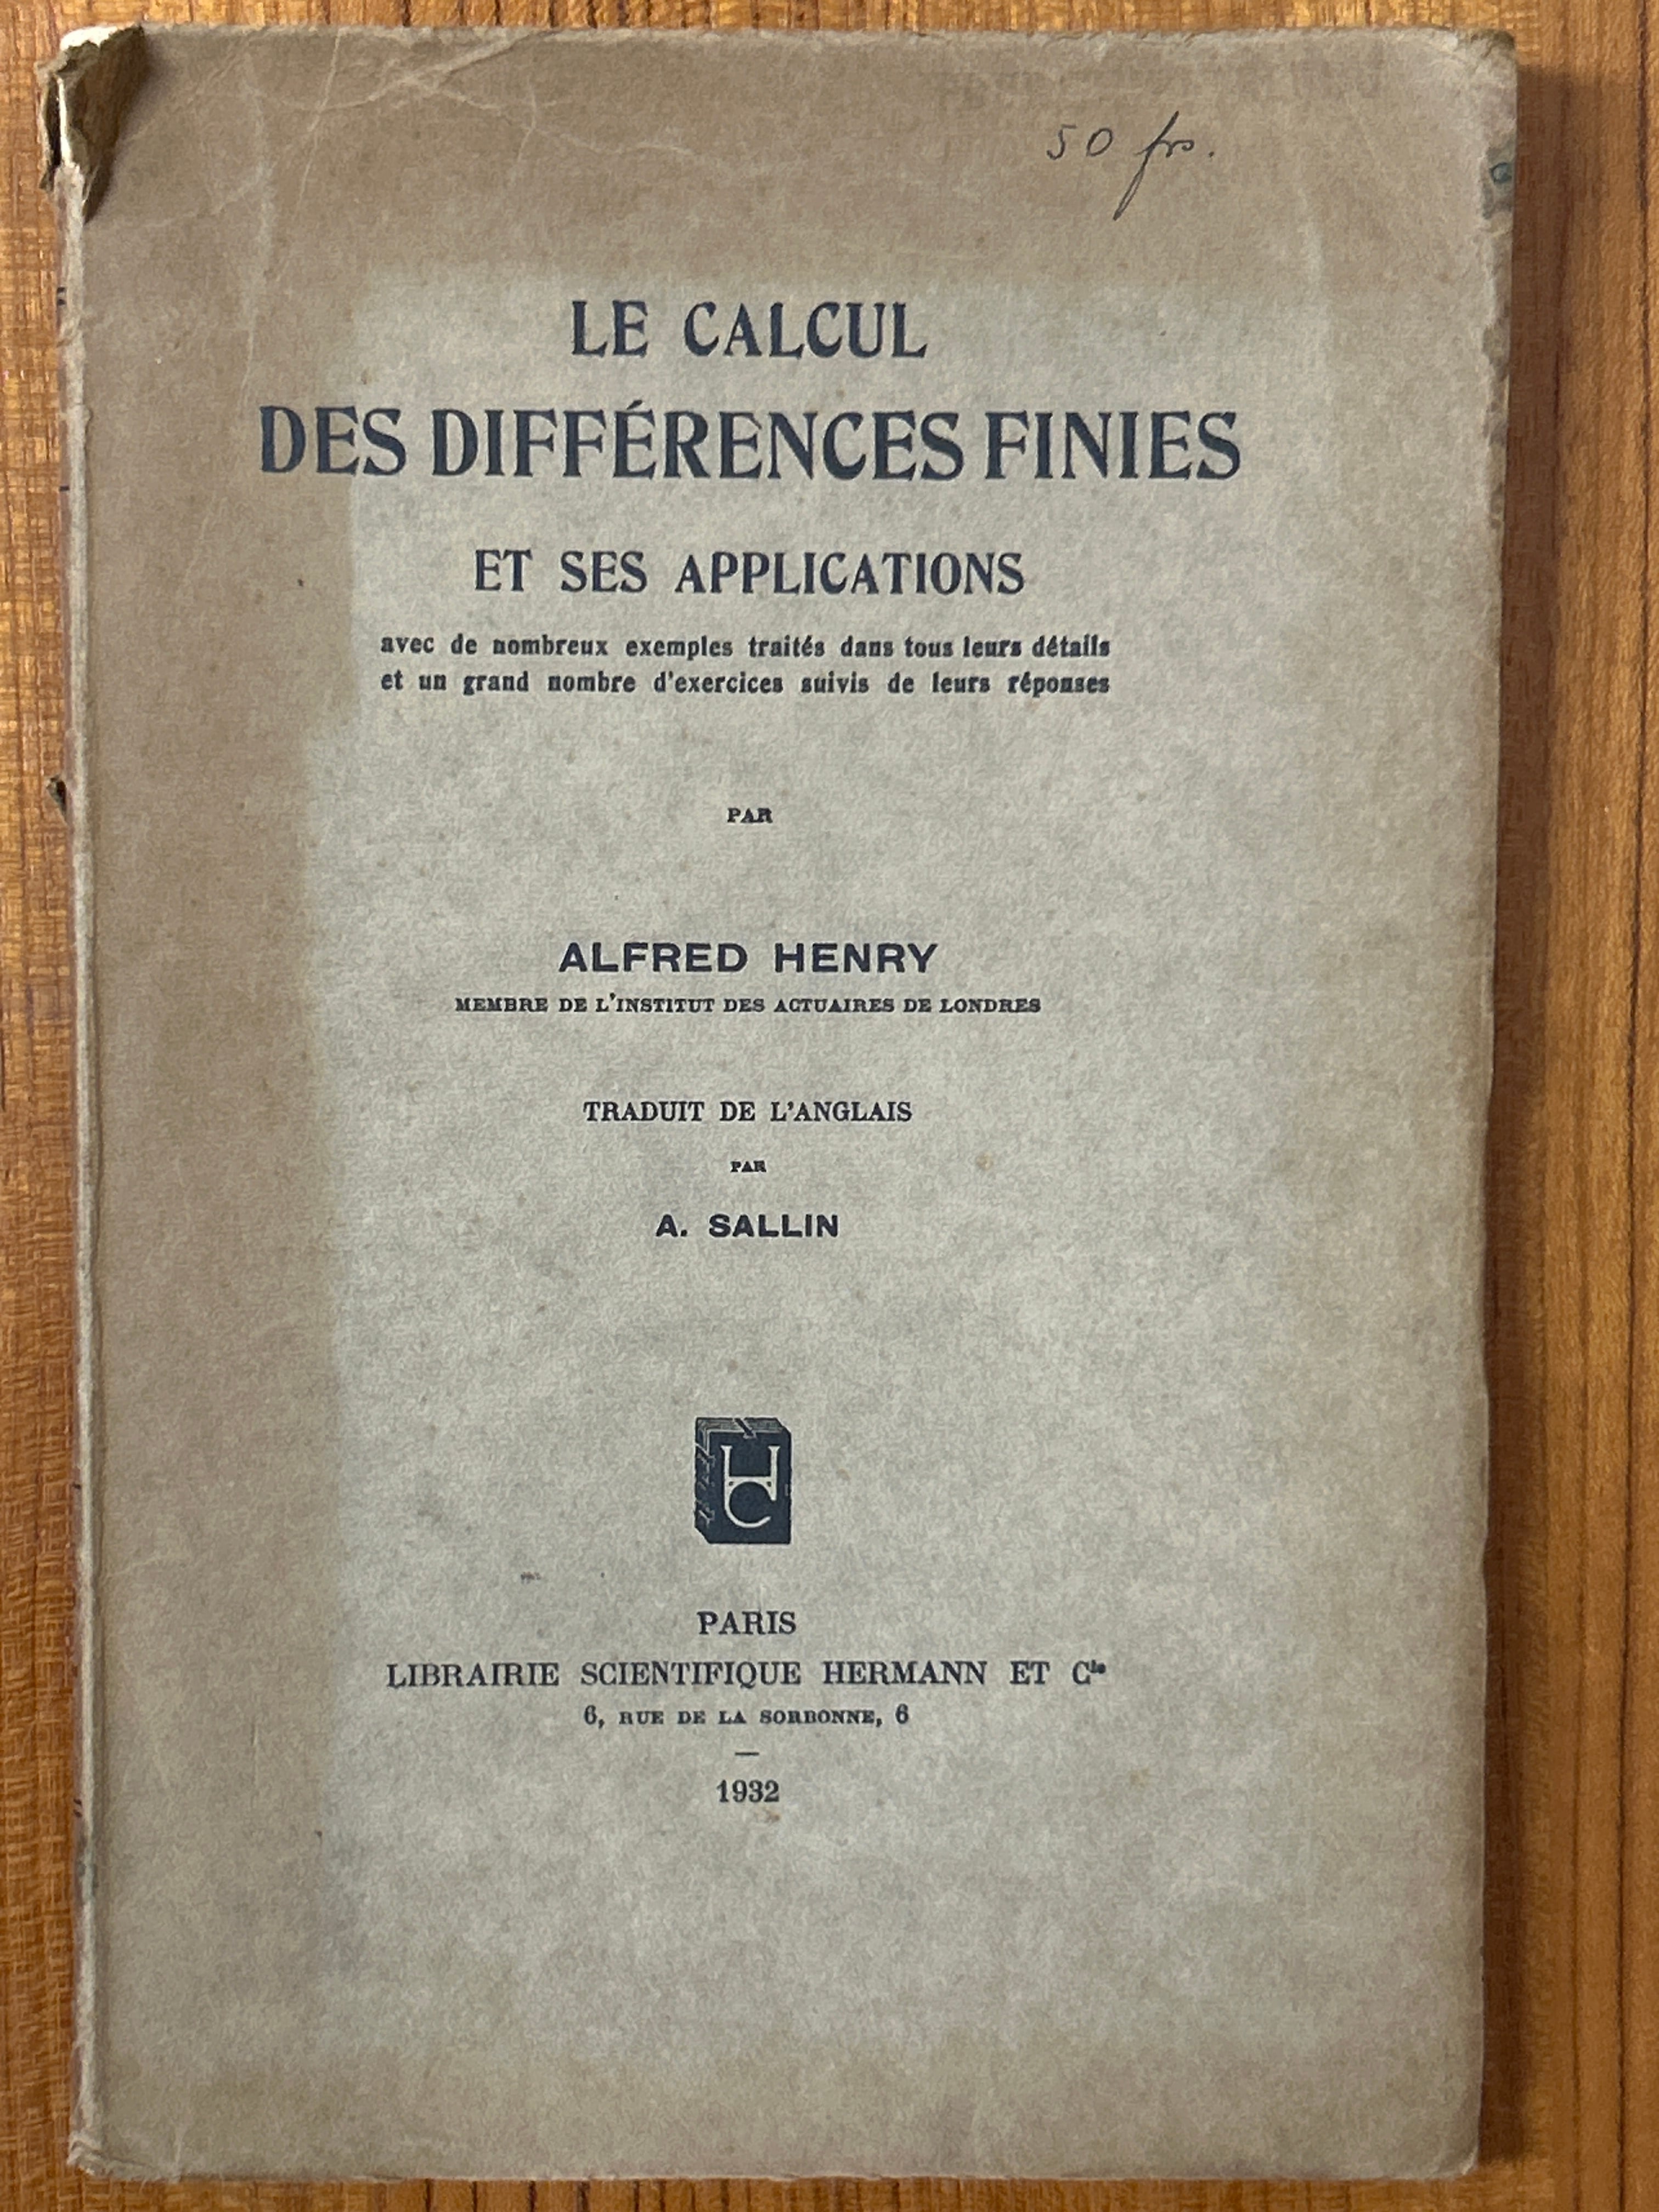 50 frs.
LE CALCUL
DES DIFFÉRENCES FINIES
ET SES APPLICATIONS
avec de nombreux exemples traités dans tous leurs détails
et un grand nombre d'exercices suivis de leurs réponses
PAR
ALFRED HENRY
MEMBRE DE L'INSTITUT DES ACTUAIRES DE LONDRES
TRADUIT DE L'ANGLAIS
PAR
A. SALLIN
HC
PARIS
LIBRAIRIE SCIENTIFIQUE HERMANN ET Cie
6, RUE DE LA SORBONNE, 6
1932